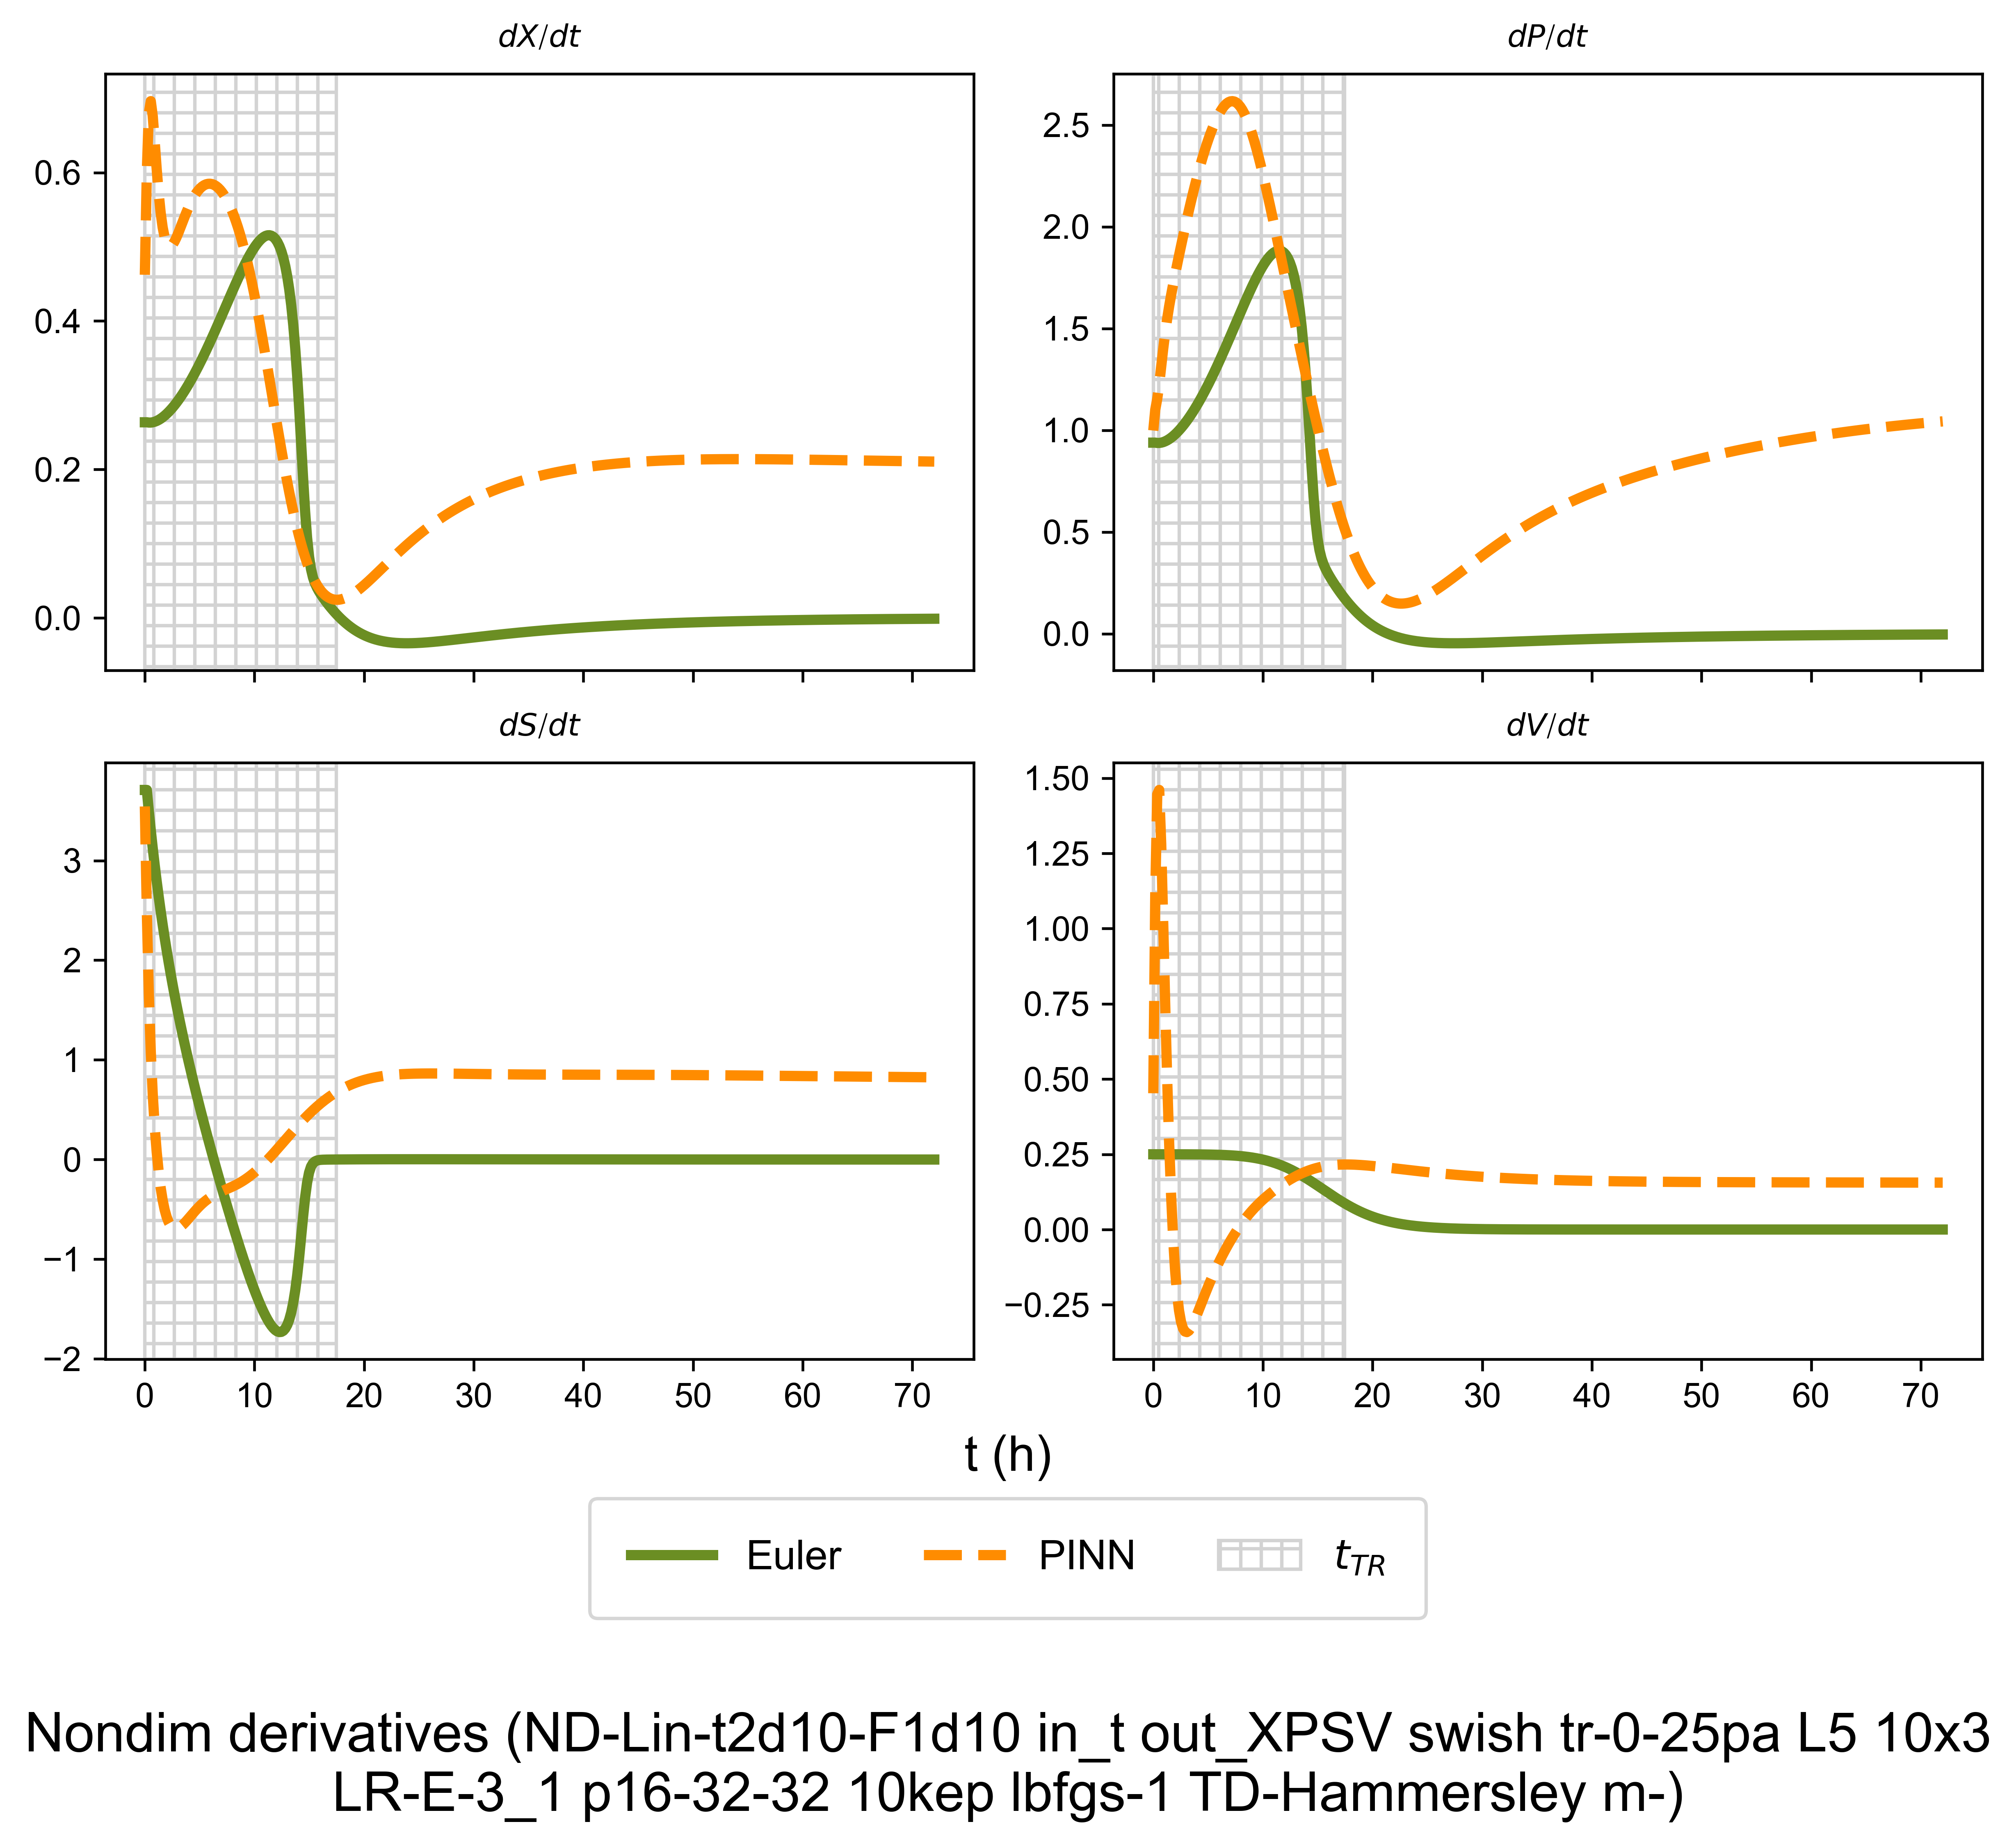 dX/dt
dP/dt
0.6
0.4
0.2
0.0
2.5
2.0
1.5
1.0
0.5
0.0
dS/dt
dV/dt
3
2
1
0
−1
−2
0 10 20 30 40 50 60 70
1.50
1.25
1.00
0.75
0.50
0.25
0.00
−0.25
0 10 20 30 40 50 60 70
t (h)
Euler PINN t_TR
Nondim derivatives (ND-Lin-t2d10-F1d10 in_t out_XPSV swish tr-0-25pa L5 10x3
LR-E-3_1 p16-32-32 10kep lbfgs-1 TD-Hammersley m-)